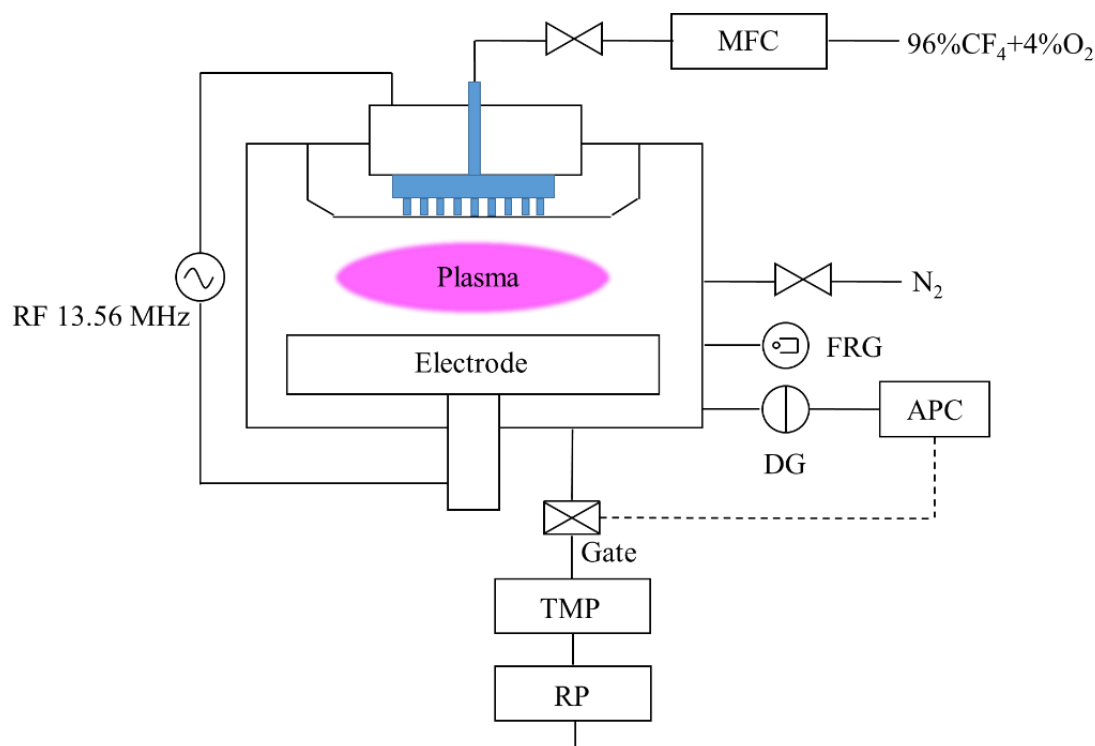 MFC
96%CF₄+4%O₂
Plasma
RF 13.56 MHz
N₂
Electrode
FRG
APC
DG
Gate
TMP
RP